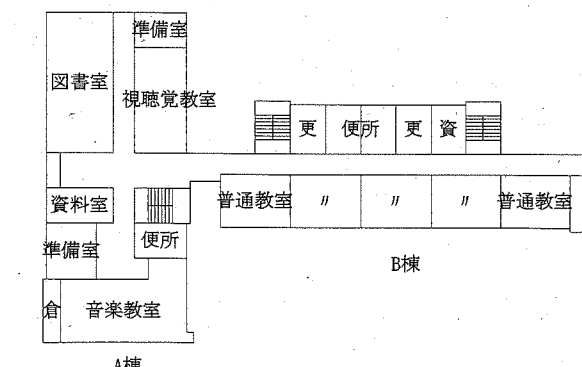 準備室
図書室
視聴覚教室
更 便所 更 資
資料室
普通教室 〃 〃 〃 普通教室
準備室
便所
B棟
倉 音楽教室
A棟